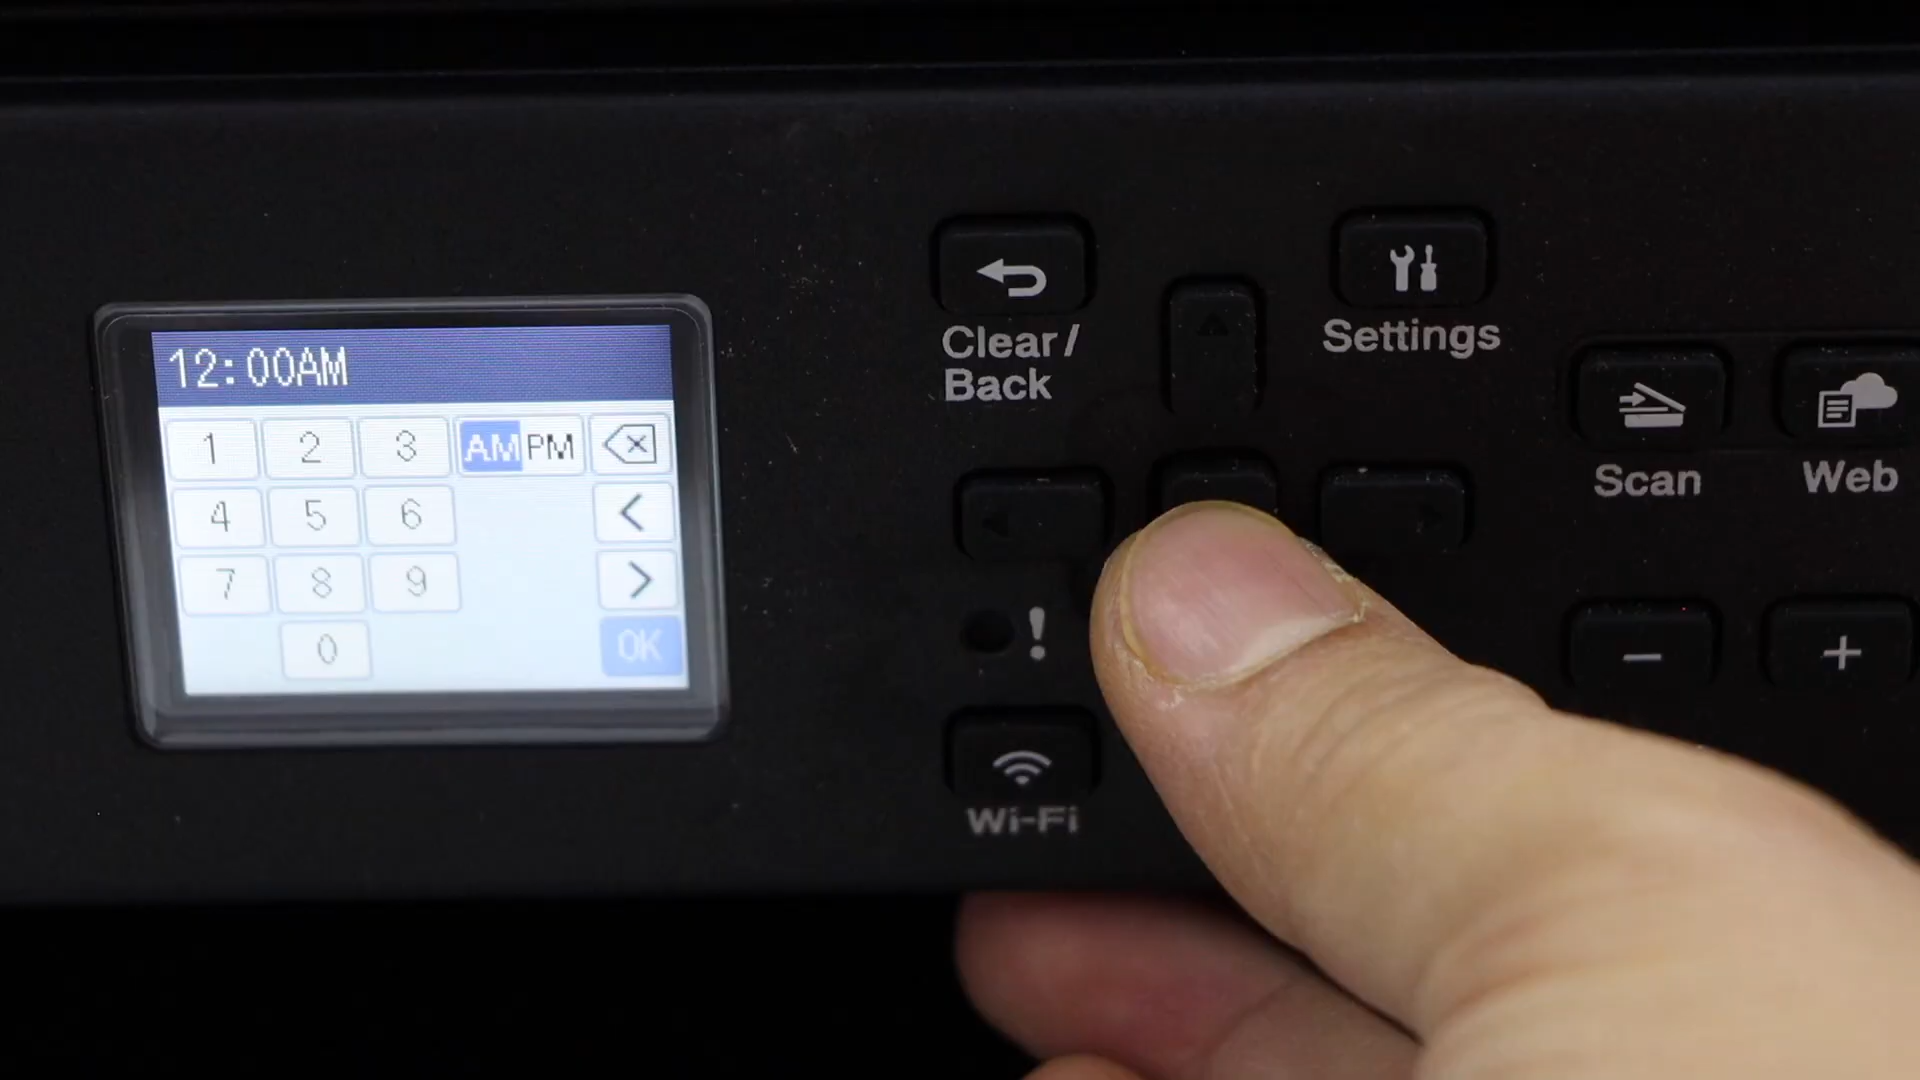 12:00AM
1 2 3 AM PM
4 5 6 <
7 8 9 >
0 OK
Clear/
Back
Settings
Scan
Web
!
− +
Wi-Fi